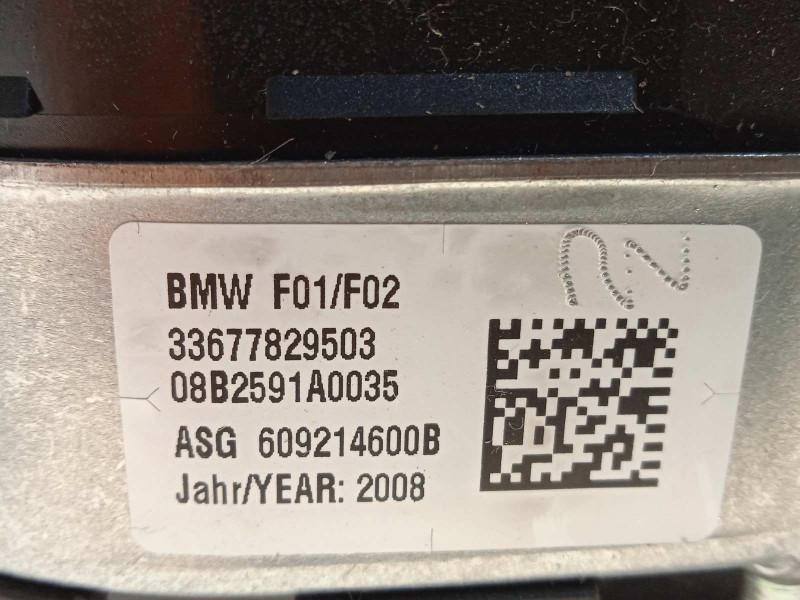 BMW F01/F02
33677829503
08B2591A0035
ASG 609214600B
Jahr/YEAR: 2008